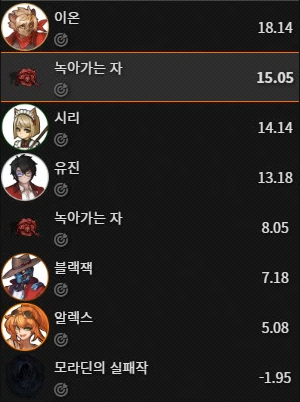 이온
18.14
녹아가는 자
15.05
시리
14.14
유진
13.18
녹아가는 자
8.05
블랙잭
7.18
알렉스
5.08
모라딘의 실패작
-1.95